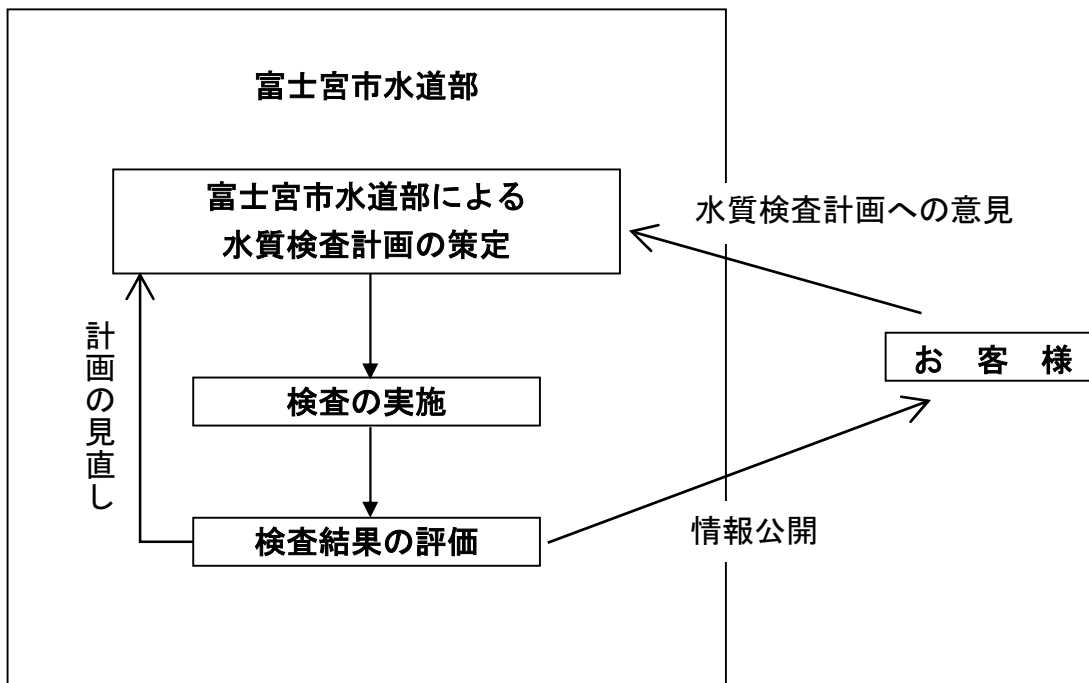 富士宮市水道部
富士宮市水道部による
水質検査計画の策定
水質検査計画への意見
計画の見直し
お 客 様
検査の実施
検査結果の評価
情報公開